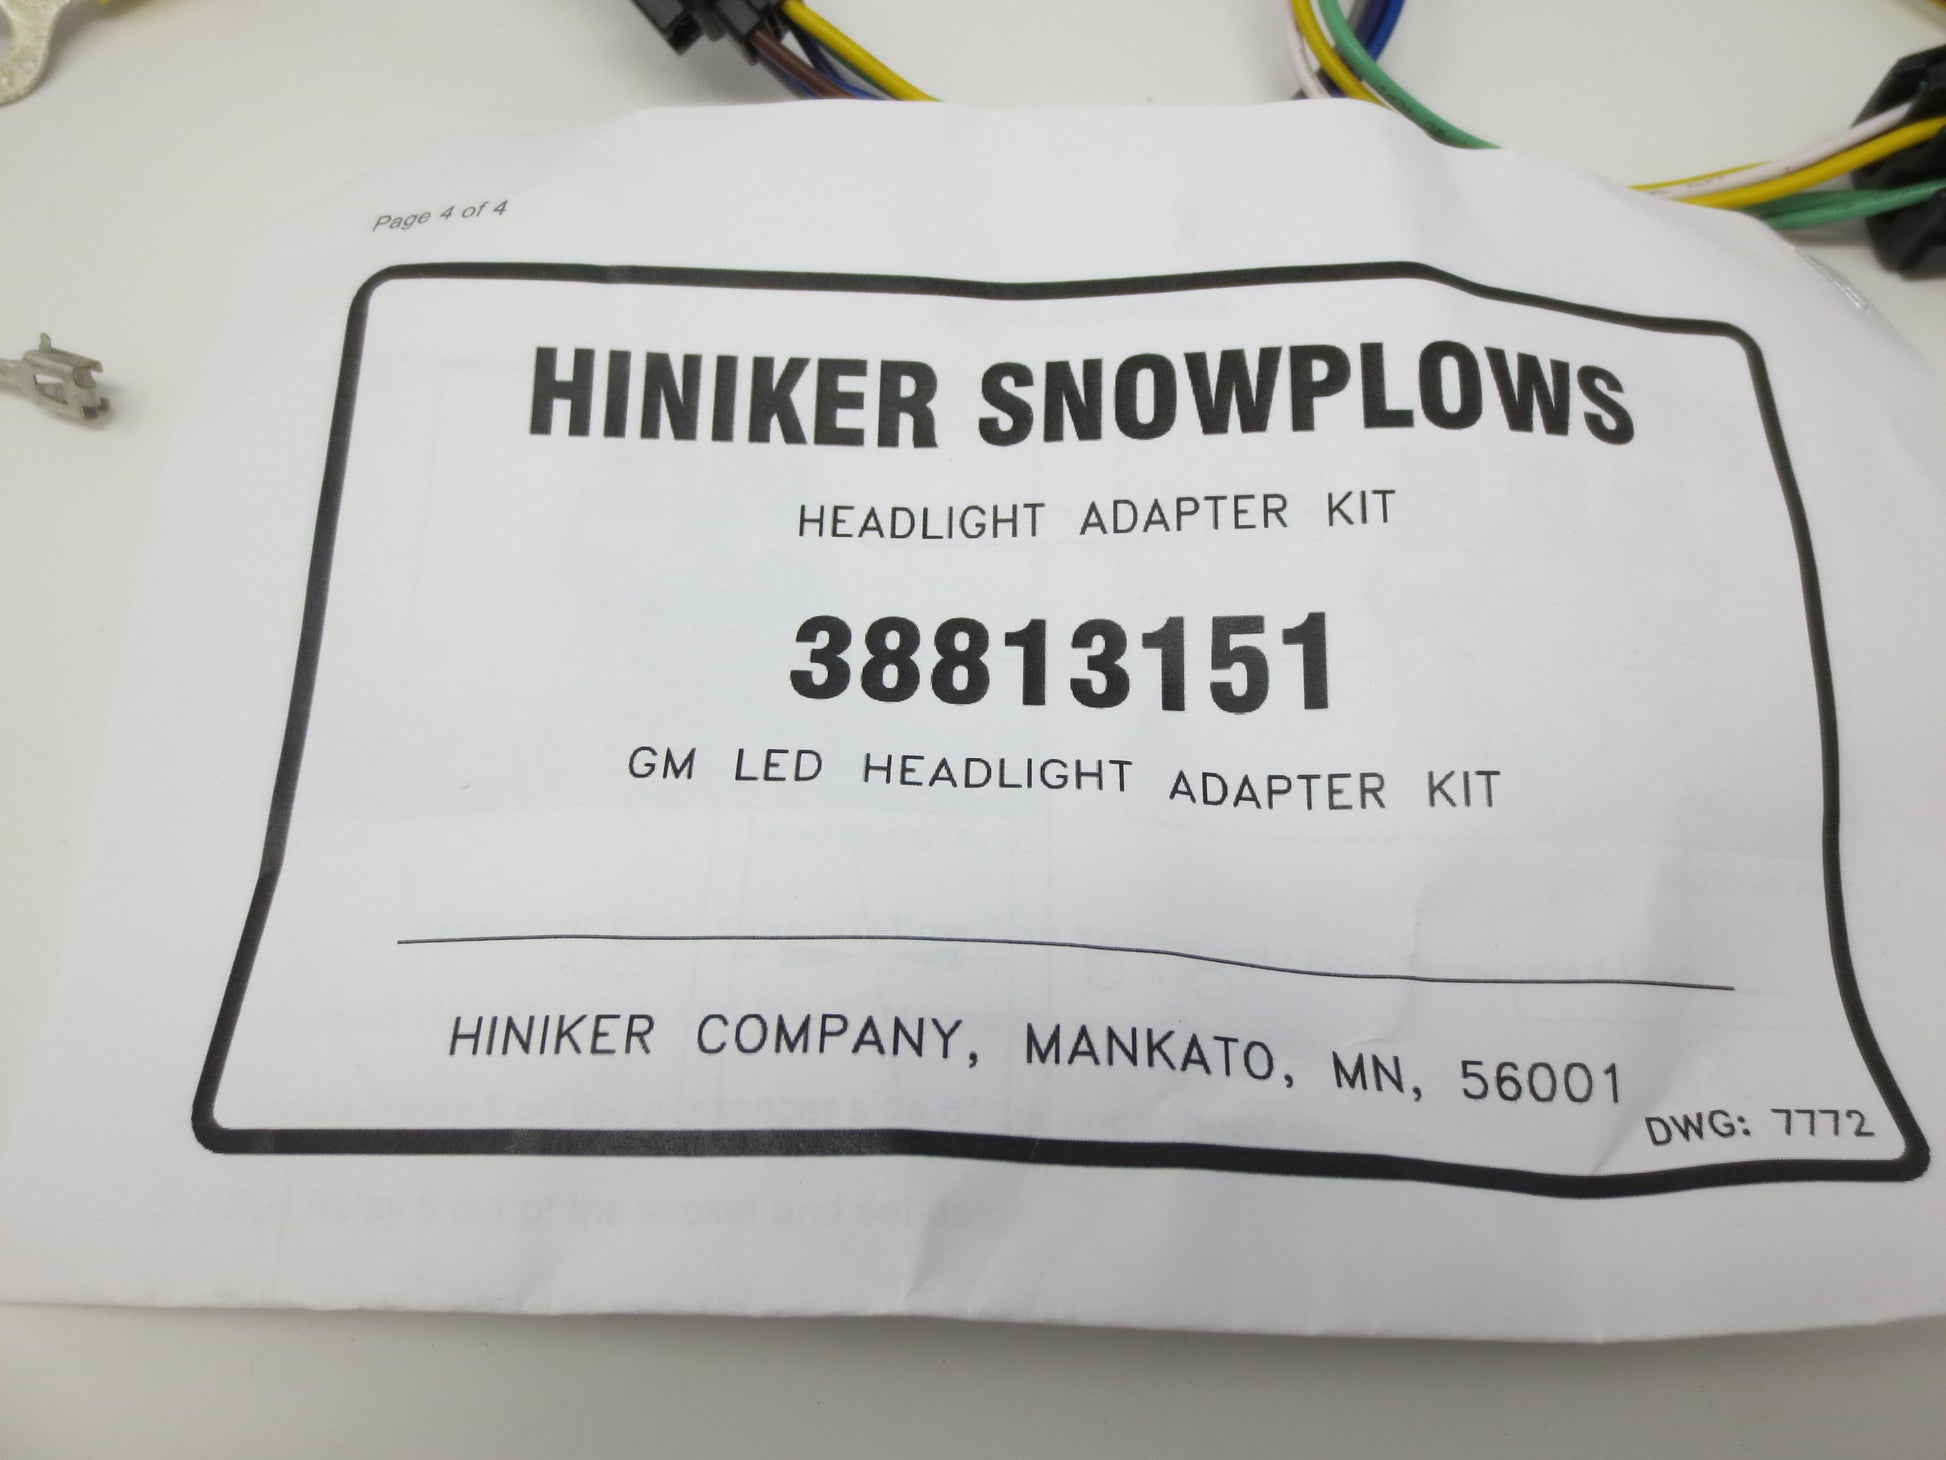 Page 4 of 4
HINIKER SNOWPLOWS
HEADLIGHT ADAPTER KIT
38813151
GM LED HEADLIGHT ADAPTER KIT
HINIKER COMPANY, MANKATO, MN, 56001
DWG: 7772